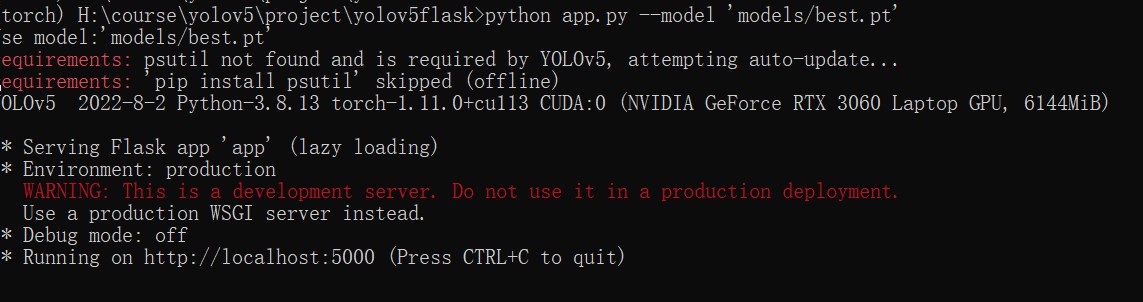 torch) H:\course\yolov5\project\yolov5flask>python app.py --model 'models/best.pt'
se model:'models/best.pt'
equirements: psutil not found and is required by YOLOv5, attempting auto-update...
equirements: 'pip install psutil' skipped (offline)
OLOv5  2022-8-2 Python-3.8.13 torch-1.11.0+cu113 CUDA:0 (NVIDIA GeForce RTX 3060 Laptop GPU, 6144MiB)
* Serving Flask app 'app' (lazy loading)
* Environment: production
WARNING: This is a development server. Do not use it in a production deployment.
Use a production WSGI server instead.
* Debug mode: off
* Running on http://localhost:5000 (Press CTRL+C to quit)